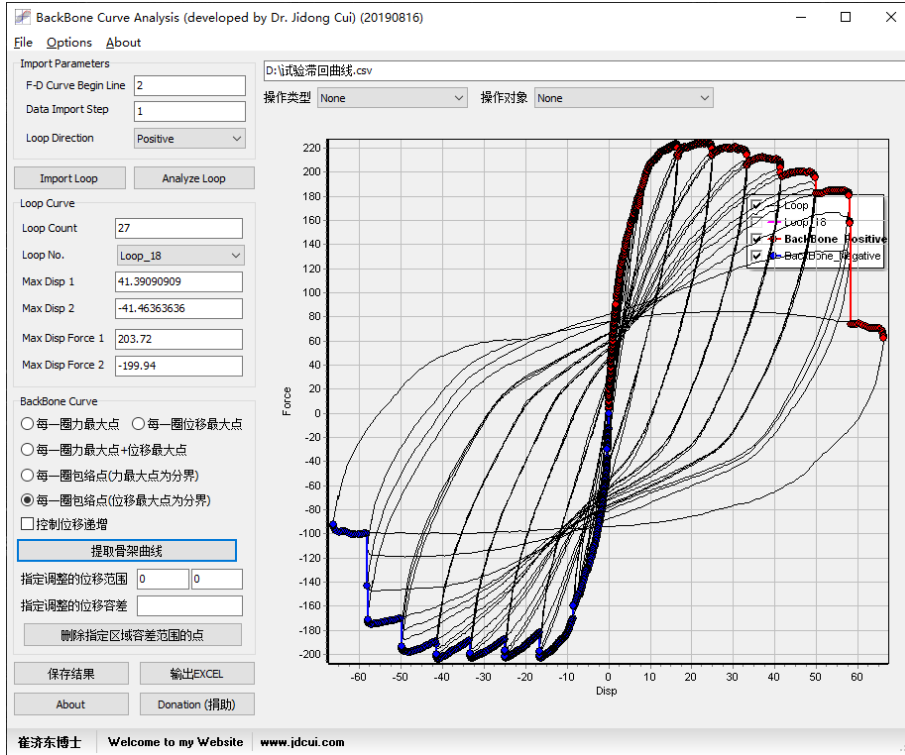 BackBone Curve Analysis (developed by Dr. Jidong Cui) (20190816)
File Options About
Import Parameters
F-D Curve Begin Line 2
Data Import Step 1
Loop Direction Positive
Import Loop Analyze Loop
Loop Curve
Loop Count 27
Loop No. Loop_18
Max Disp 1 41.39090909
Max Disp 2 -41.46363636
Max Disp Force 1 203.72
Max Disp Force 2 -199.94
BackBone Curve
每一圈力最大点 每一圈位移最大点
每一圈力最大点+位移最大点
每一圈包络点(力最大点为分界)
每一圈包络点(位移最大点为分界)
控制位移递增
提取骨架曲线
指定调整的位移范围 0 0
指定调整的位移容差
删除指定区域容差范围的点
保存结果 输出EXCEL
About Donation (捐助)
D:\试验滞回曲线.csv
操作类型 None 操作对象 None
220
200
180
160
140
120
100
80
60
40
20
0
-20
-40
-60
-80
-100
-120
-140
-160
-180
-200
Force
Loop
Loop_18
BackBone_Positive
BackBone_Negative
-60 -50 -40 -30 -20 -10 0 10 20 30 40 50 60
Disp
崔济东博士 Welcome to my Website www.jdcui.com